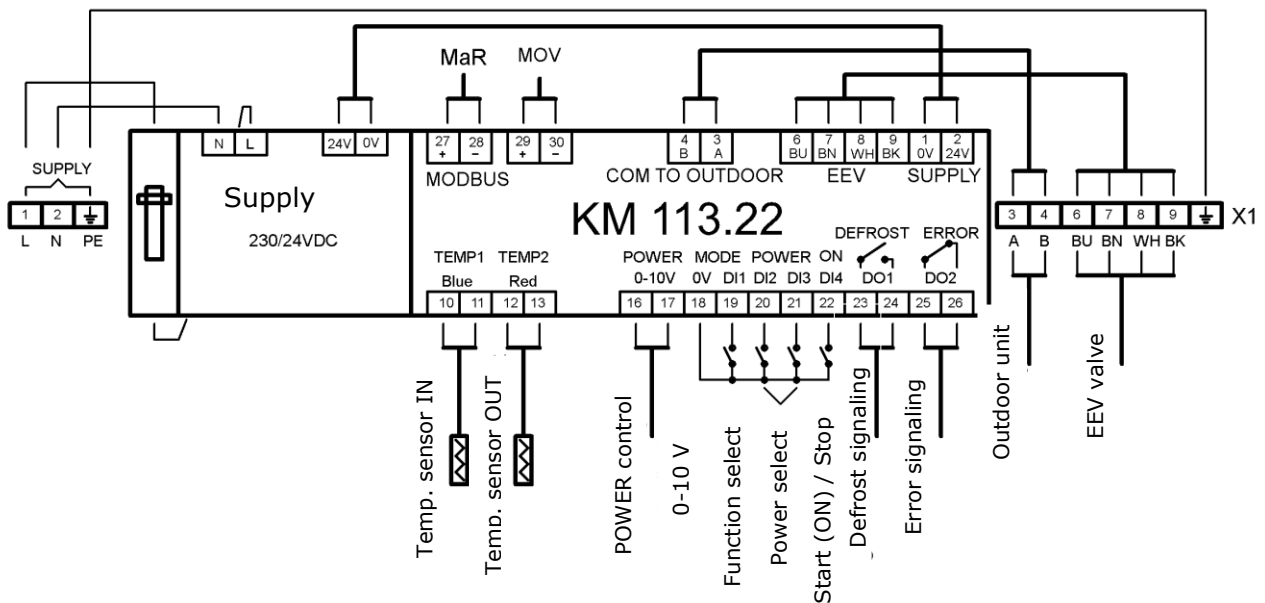 MaR MOV
N L 24V 0V 27 + 28 − 29 + 30 − 4 B 3 A 6 BU 7 BN 8 WH 9 BK 1 0V 2 24V
SUPPLY
MODBUS COM TO OUTDOOR EEV SUPPLY
Supply
KM 113.22
1 2 3 4 6 7 8 9 X1
L N PE A B BU BN WH BK
230/24VDC
DEFROST ERROR
TEMP1 TEMP2 POWER MODE POWER ON
Blue Red 0-10V 0V DI1 DI2 DI3 DI4 DO1 DO2
10 11 12 13 16 17 18 19 20 21 22 23 24 25 26
Temp. sensor IN
Temp. sensor OUT
POWER control
0-10 V
Function select
Power select
Start (ON) / Stop
Defrost signaling
Error signaling
Outdoor unit
EEV valve